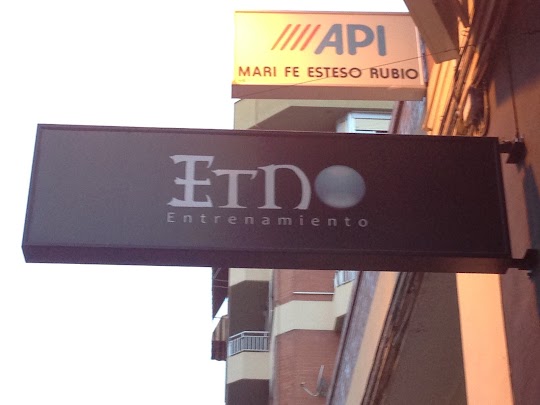 ////API
MARI FE ESTESO RUBIO
ETNO
Entrenamiento